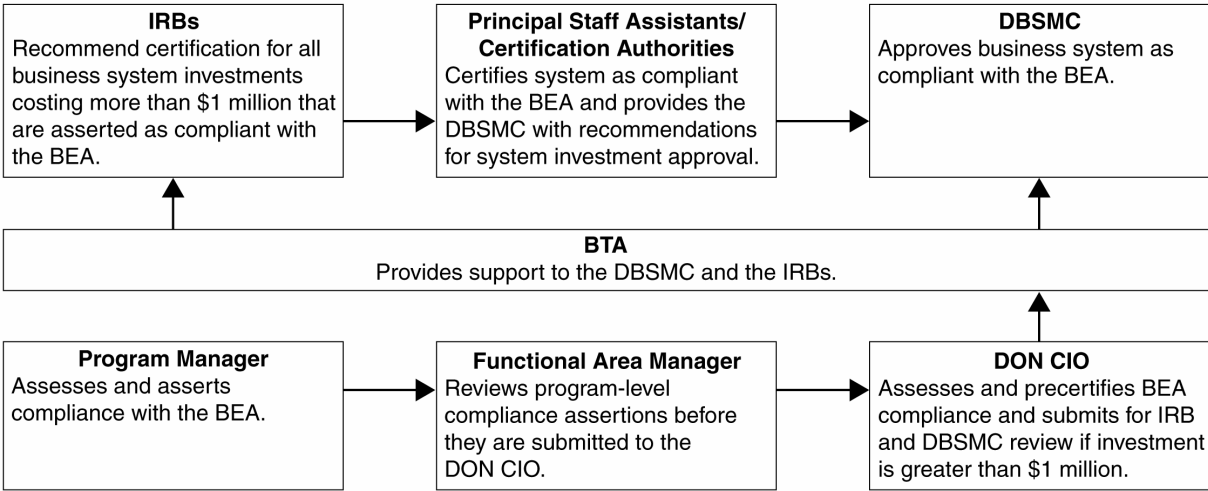 IRBs
Recommend certification for all
business system investments
costing more than $1 million that
are asserted as compliant with
the BEA.
Principal Staff Assistants/
Certification Authorities
Certifies system as compliant
with the BEA and provides the
DBSMC with recommendations
for system investment approval.
DBSMC
Approves business system as
compliant with the BEA.
BTA
Provides support to the DBSMC and the IRBs.
Program Manager
Assesses and asserts
compliance with the BEA.
Functional Area Manager
Reviews program-level
compliance assertions before
they are submitted to the
DON CIO.
DON CIO
Assesses and precertifies BEA
compliance and submits for IRB
and DBSMC review if investment
is greater than $1 million.